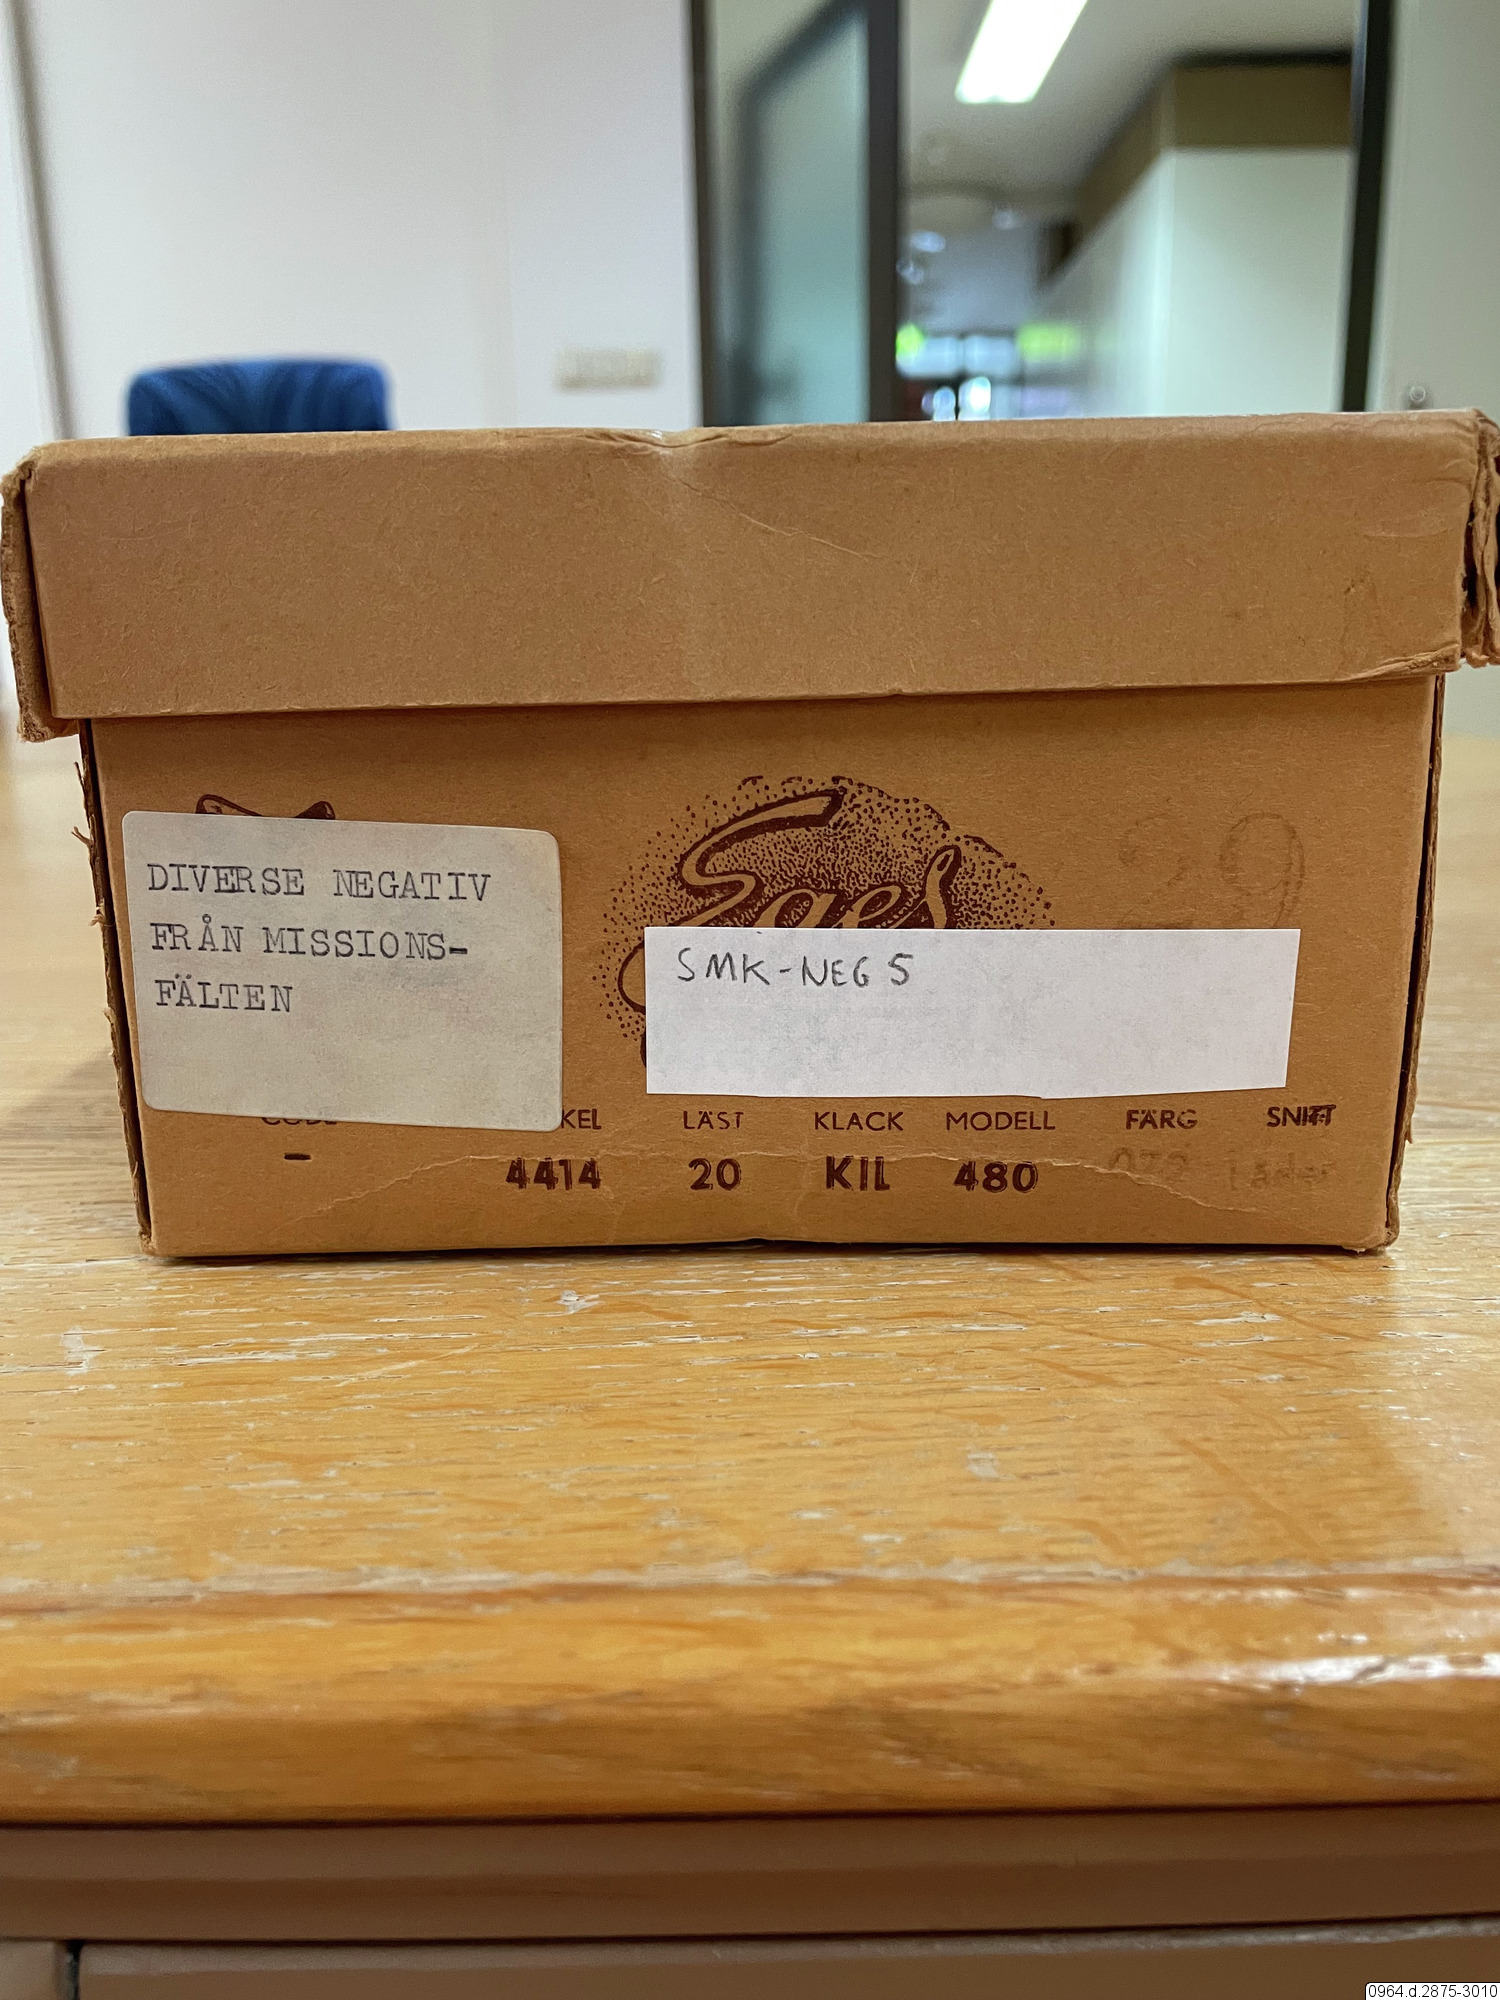 DIVERSE NEGATIV
FRÅN MISSIONS-
FÄLTEN
SMK-NEG 5
KEL LÄST KLACK MODELL FÄRG SNITT
- 4414 20 KIL 480
0964.d.2875-3010